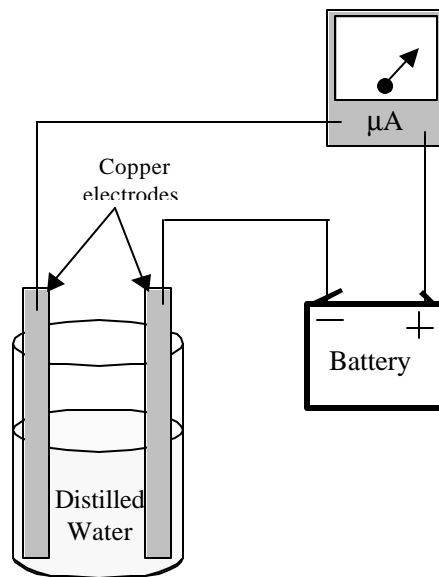 μA
Copper
electrodes
— +
Battery
Distilled
Water